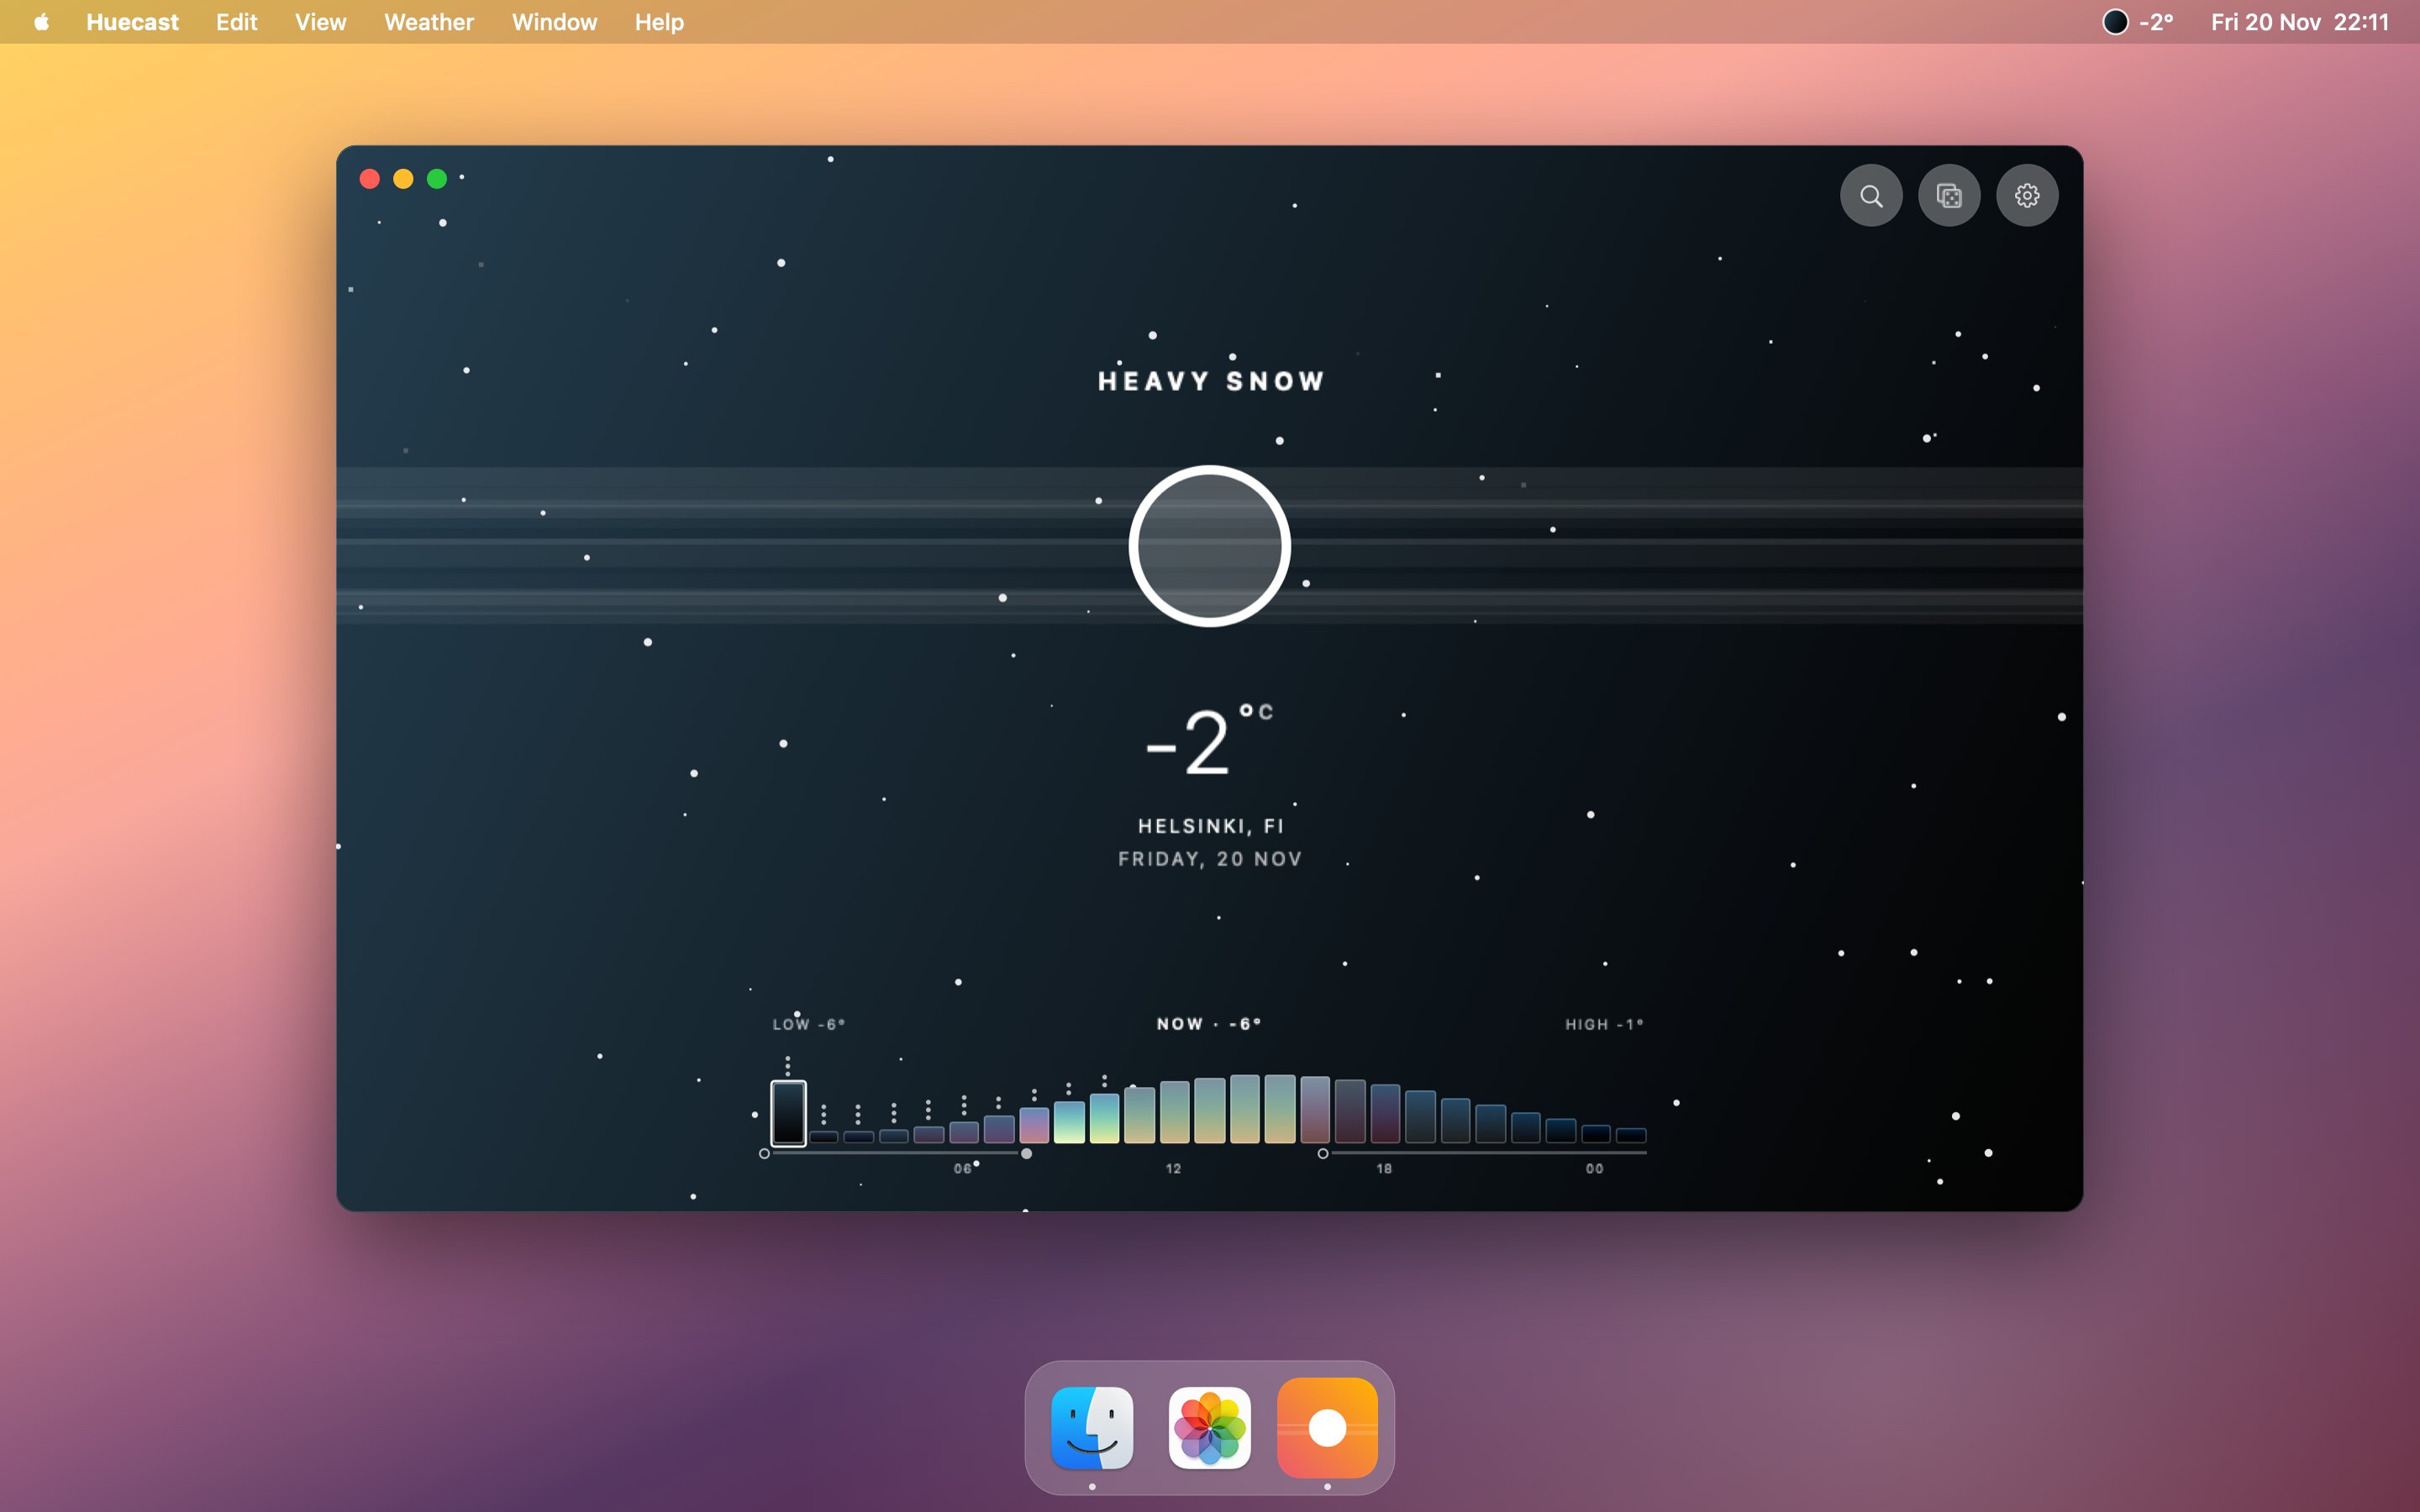 Huecast Edit View Weather Window Help -2° Fri 20 Nov 22:11
HEAVY SNOW
-2°C
HELSINKI, FI
FRIDAY, 20 NOV
LOW -6° NOW · -6° HIGH -1°
06 12 18 00